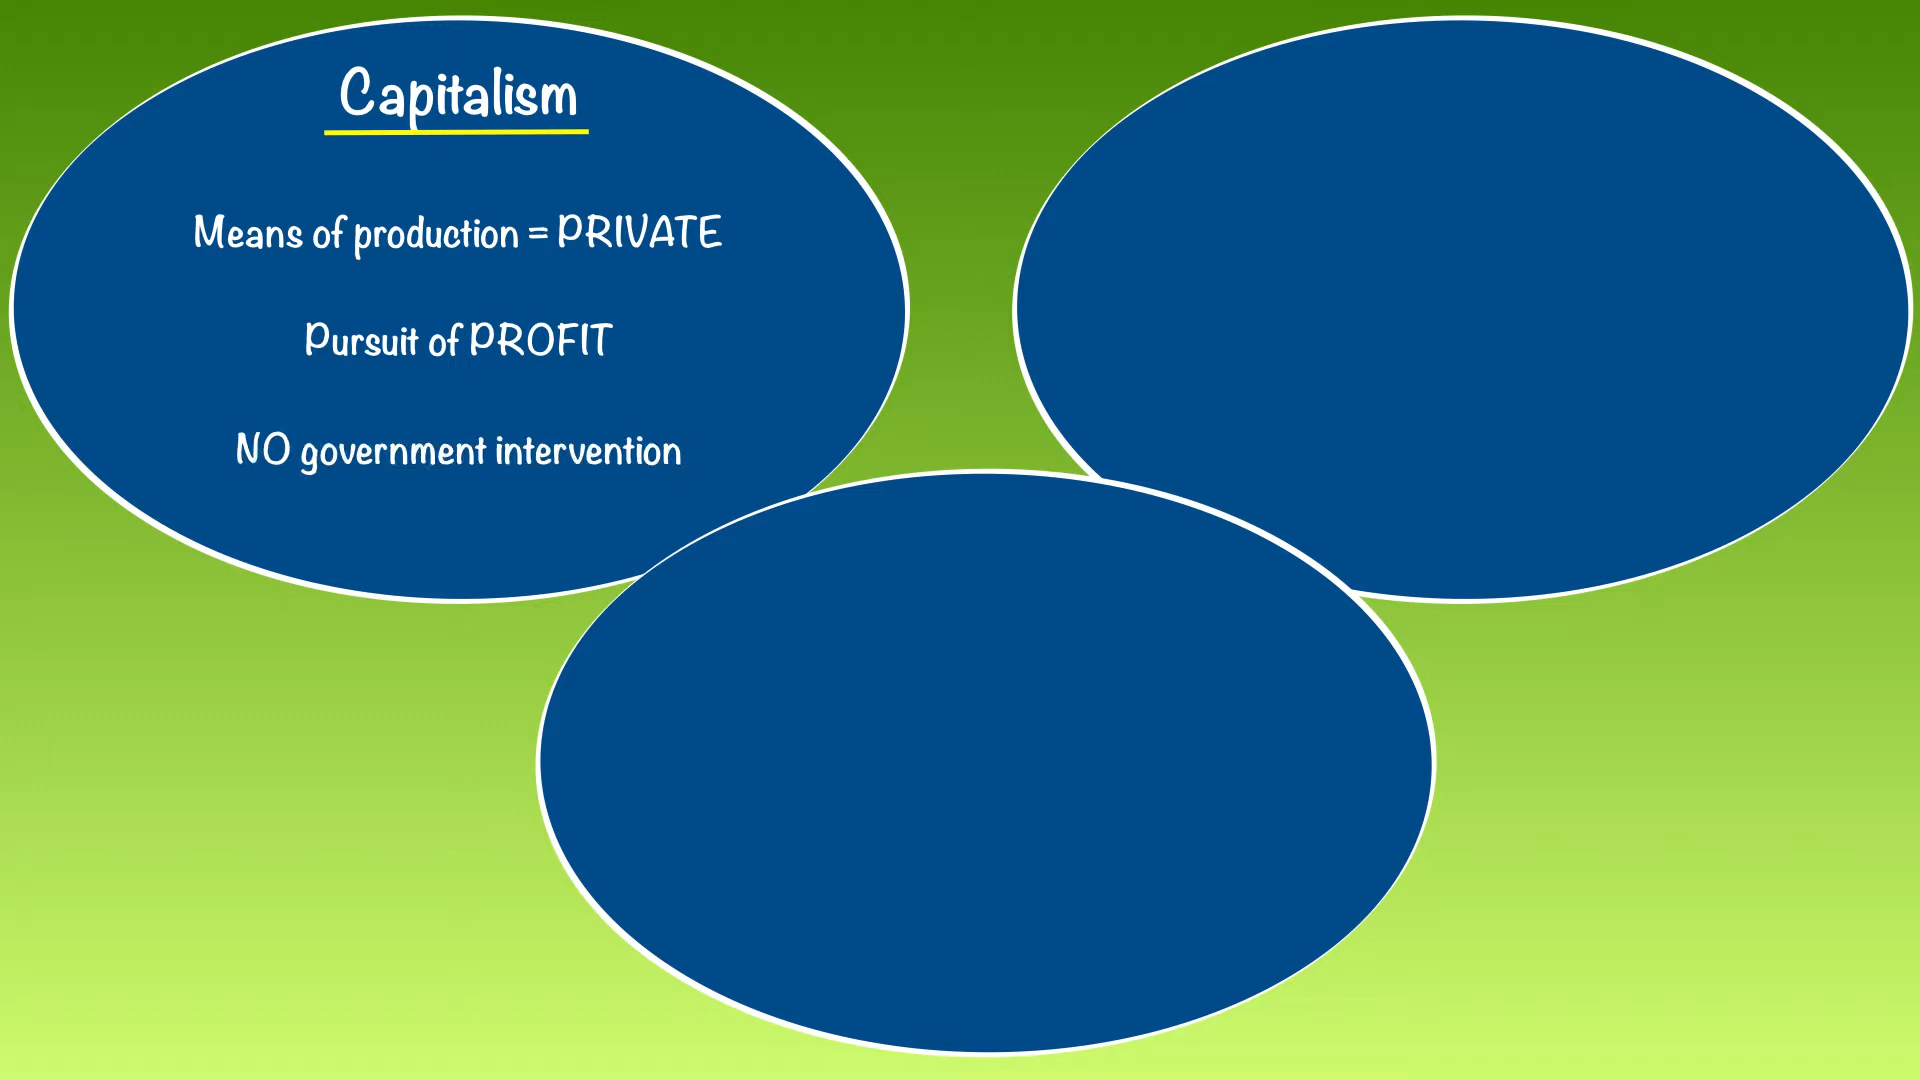 Capitalism
Means of production = PRIVATE
Pursuit of PROFIT
NO government intervention